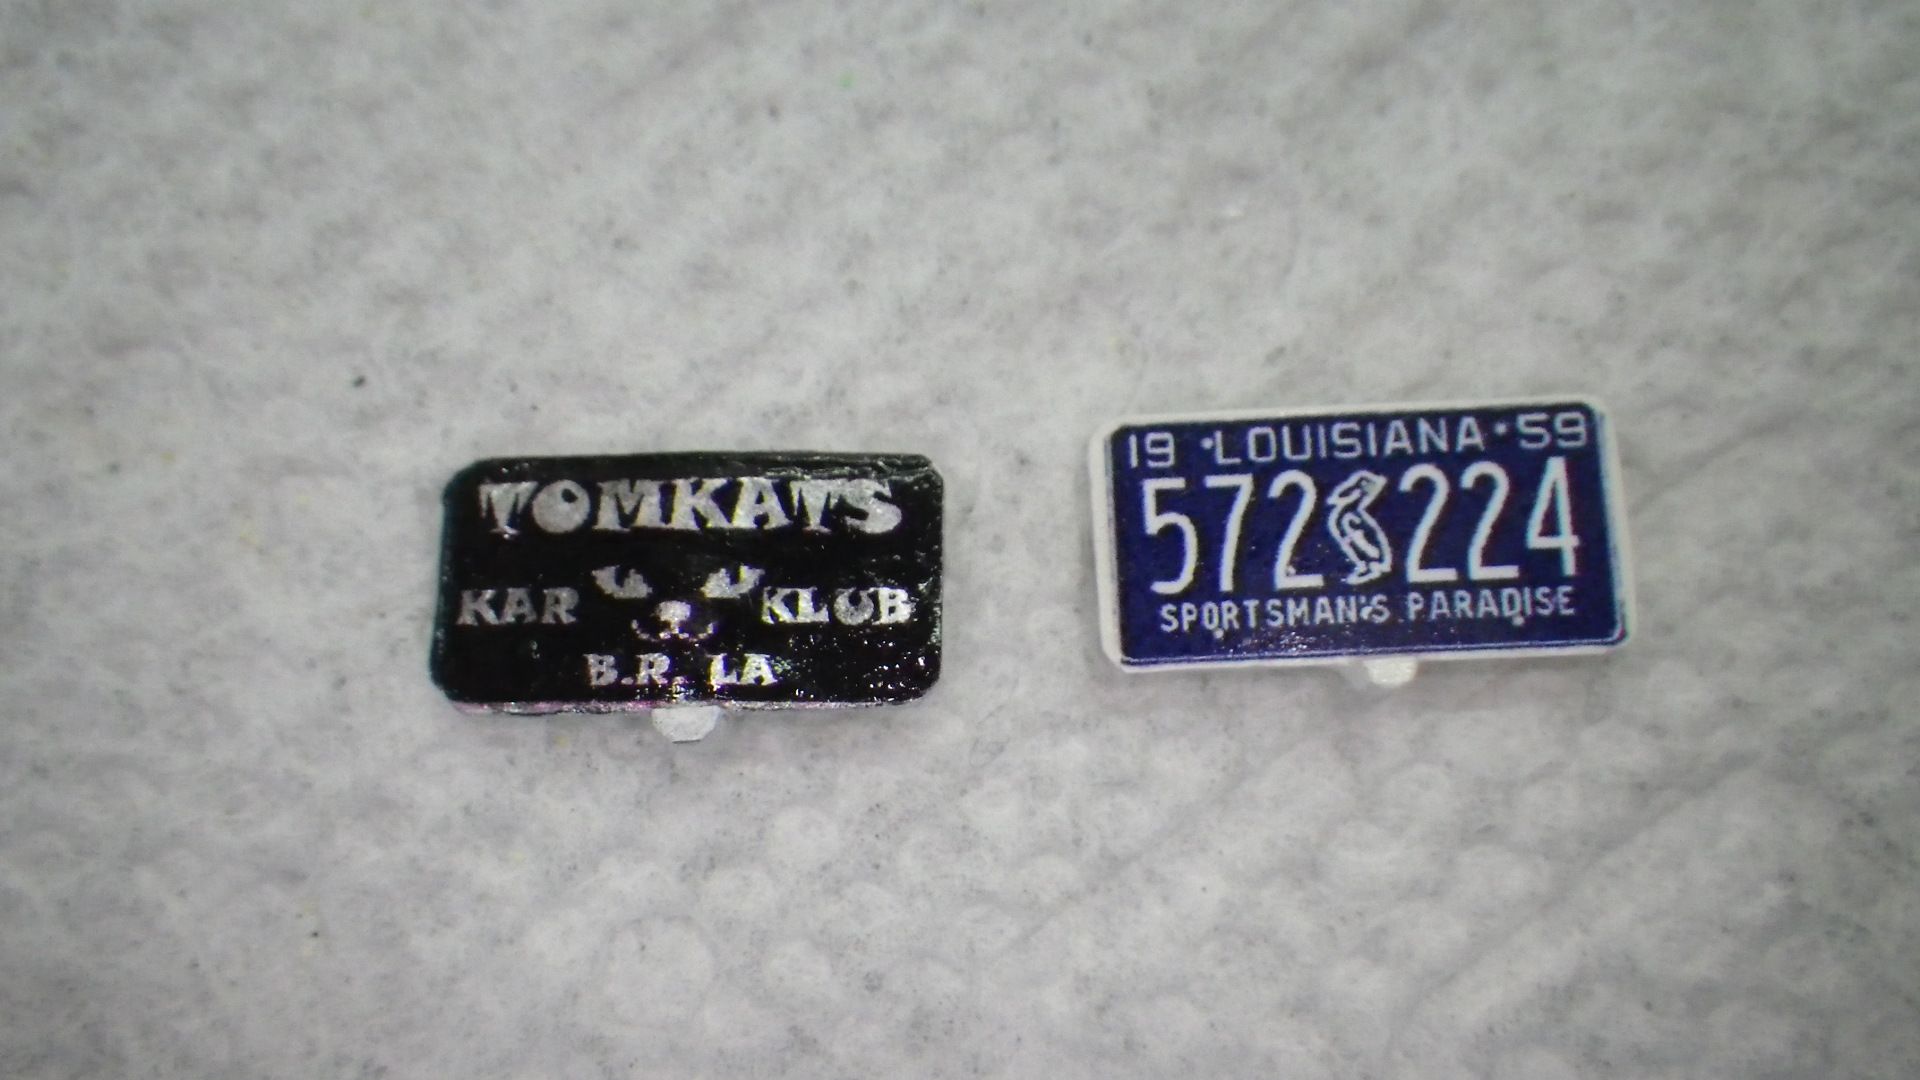 TOMKATS
KAR KLUB
B.R. LA
19 • LOUISIANA • 59
572 224
SPORTSMAN'S PARADISE